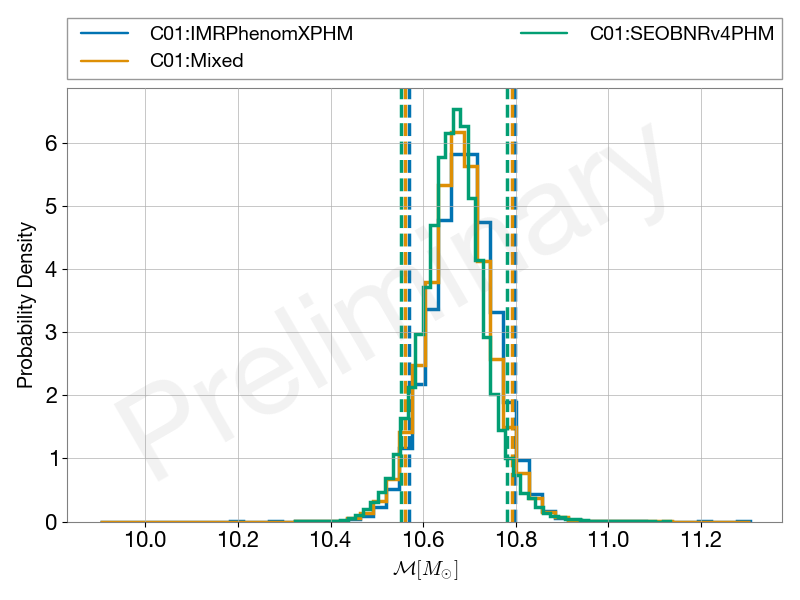 C01:IMRPhenomXPHM
C01:Mixed
C01:SEOBNRv4PHM
Probability Density
6
5
4
3
2
1
0
Preliminary
10.0 10.2 10.4 10.6 10.8 11.0 11.2
ℳ[M⊙]